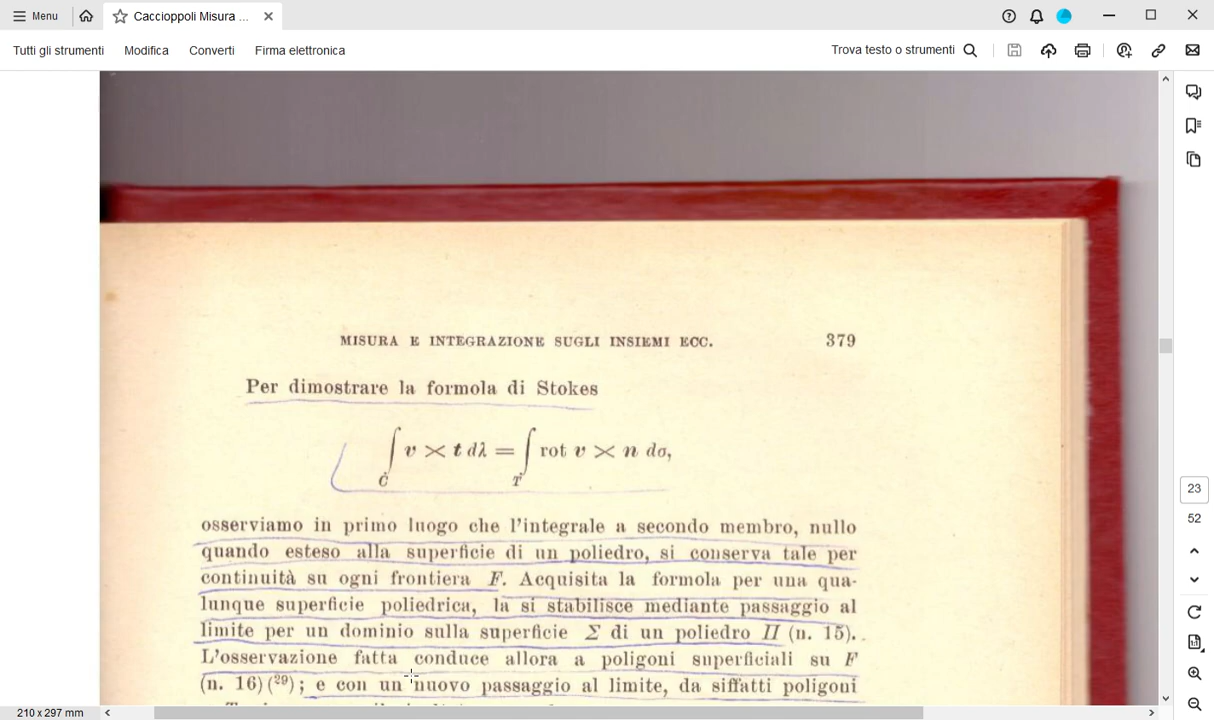 Menu
Caccioppoli Misura ...
Tutti gli strumenti Modifica Converti Firma elettronica Trova testo o strumenti
MISURA E INTEGRAZIONE SUGLI INSIEMI ECC. 379
Per dimostrare la formola di Stokes
∫_C v × t dλ = ∫_T rot v × n dσ,
osserviamo in primo luogo che l'integrale a secondo membro, nullo
quando esteso alla superficie di un poliedro, si conserva tale per
continuità su ogni frontiera F. Acquisita la formola per una qua-
lunque superficie poliedrica, la si stabilisce mediante passaggio al
limite per un dominio sulla superficie Σ di un poliedro Π (n. 15).
L'osservazione fatta conduce allora a poligoni superficiali su F
(n. 16)(29); e con un nuovo passaggio al limite, da siffatti poligoni
23
52
210 x 297 mm